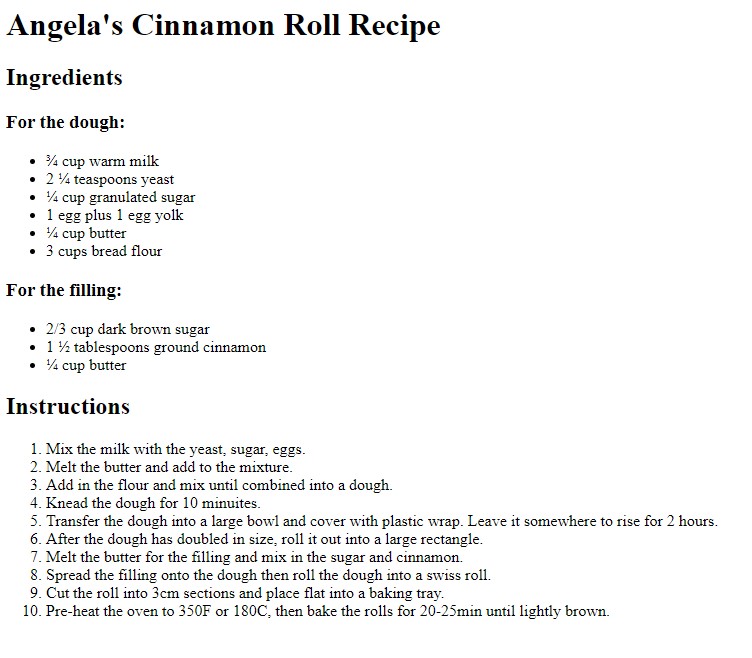 Angela's Cinnamon Roll Recipe
Ingredients
For the dough:
• ¾ cup warm milk
• 2 ¼ teaspoons yeast
• ¼ cup granulated sugar
• 1 egg plus 1 egg yolk
• ¼ cup butter
• 3 cups bread flour
For the filling:
• 2/3 cup dark brown sugar
• 1 ½ tablespoons ground cinnamon
• ¼ cup butter
Instructions
1. Mix the milk with the yeast, sugar, eggs.
2. Melt the butter and add to the mixture.
3. Add in the flour and mix until combined into a dough.
4. Knead the dough for 10 minuites.
5. Transfer the dough into a large bowl and cover with plastic wrap. Leave it somewhere to rise for 2 hours.
6. After the dough has doubled in size, roll it out into a large rectangle.
7. Melt the butter for the filling and mix in the sugar and cinnamon.
8. Spread the filling onto the dough then roll the dough into a swiss roll.
9. Cut the roll into 3cm sections and place flat into a baking tray.
10. Pre-heat the oven to 350F or 180C, then bake the rolls for 20-25min until lightly brown.